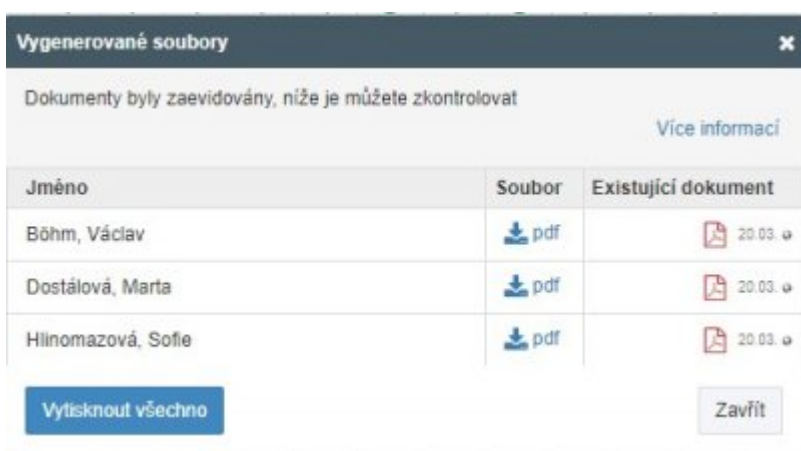 Vygenerované soubory
Dokumenty byly zaevidovány, níže je můžete zkontrolovat
Více informací
Jméno Soubor Existující dokument
Böhm, Václav pdf 20.03.
Dostálová, Marta pdf 20.03.
Hlinomazová, Sofie pdf 20.03.
Vytisknout všechno Zavřít